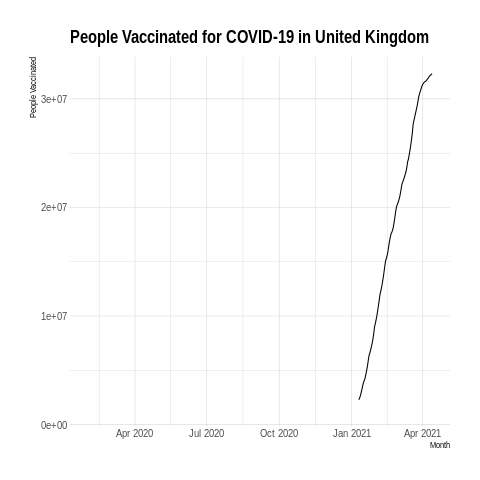 People Vaccinated for COVID-19 in United Kingdom
People Vaccinated
3e+07
2e+07
1e+07
0e+00
Apr 2020
Jul 2020
Oct 2020
Jan 2021
Apr 2021
Month